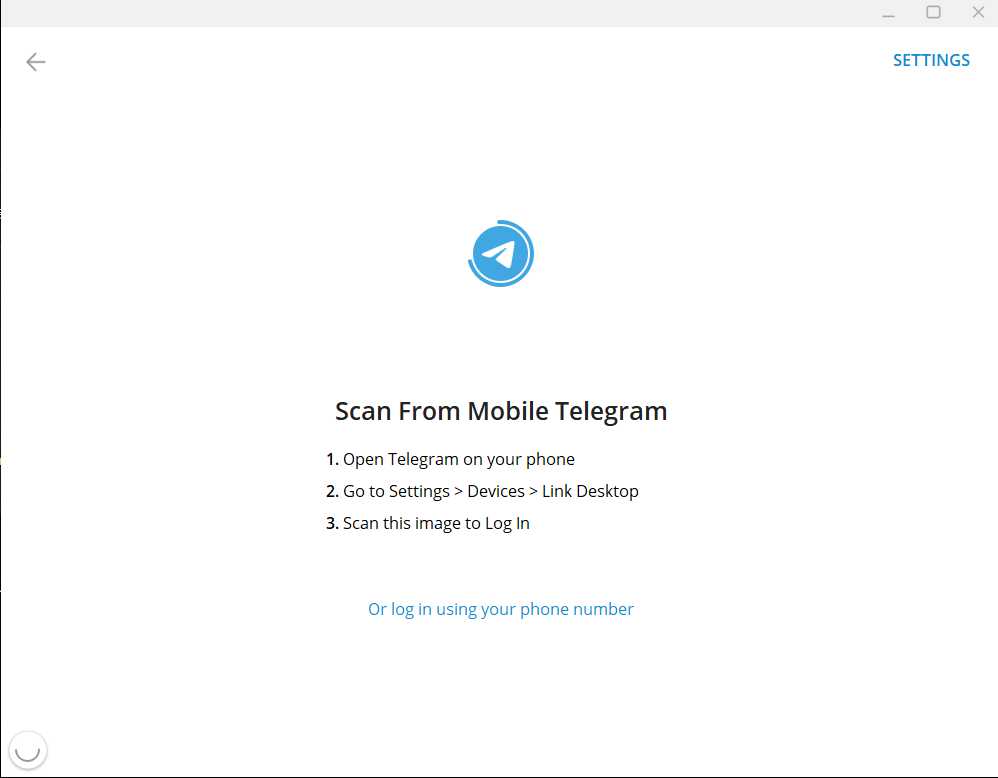 SETTINGS
Scan From Mobile Telegram
1. Open Telegram on your phone
2. Go to Settings > Devices > Link Desktop
3. Scan this image to Log In
Or log in using your phone number